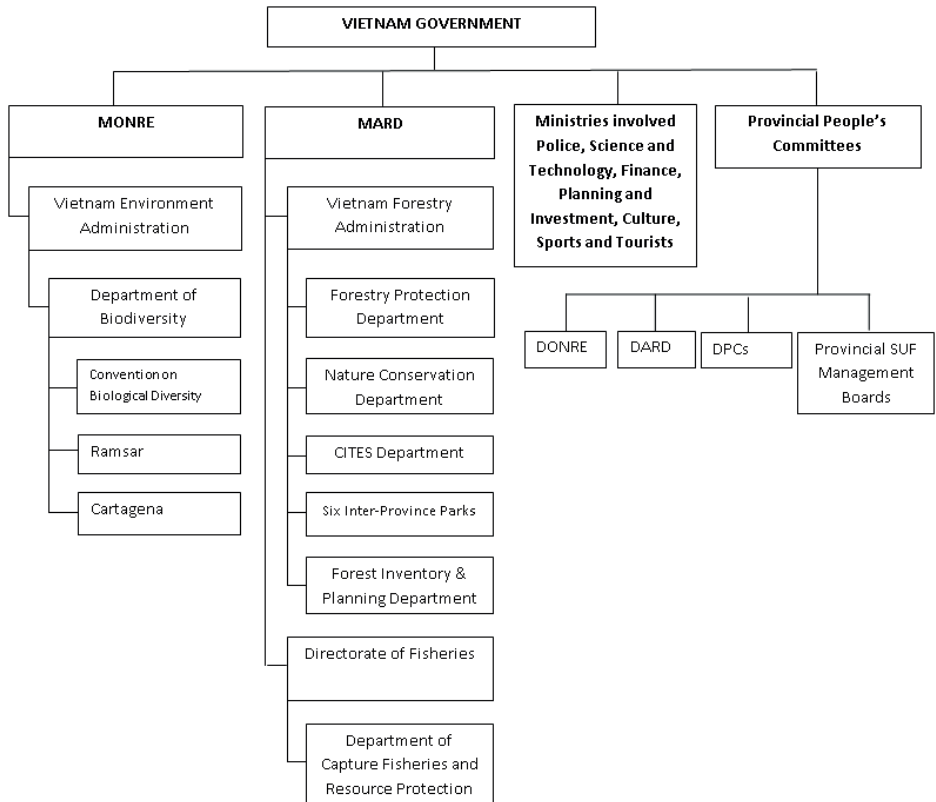 VIETNAM GOVERNMENT
MONRE
Vietnam Environment
Administration
Department of
Biodiversity
Convention on
Biological Diversity
Ramsar
Cartagena
MARD
Vietnam Forestry
Administration
Forestry Protection
Department
Nature Conservation
Department
CITES Department
Six Inter-Province Parks
Forest Inventory &
Planning Department
Directorate of Fisheries
Department of
Capture Fisheries and
Resource Protection
Ministries involved
Police, Science and
Technology, Finance,
Planning and
Investment, Culture,
Sports and Tourists
Provincial People's
Committees
DONRE
DARD
DPCs
Provincial SUF
Management
Boards